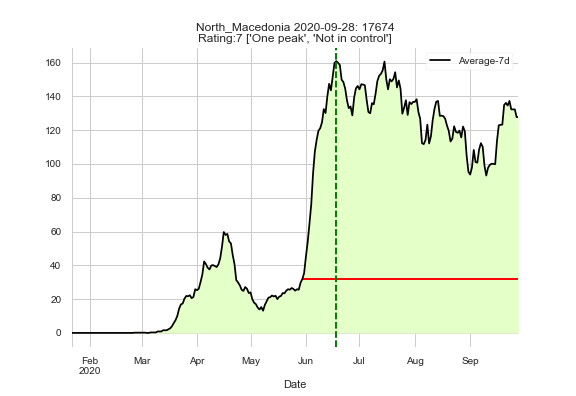 North_Macedonia 2020-09-28: 17674
Rating:7 ['One peak', 'Not in control']
Average-7d
160
140
120
100
80
60
40
20
0
Feb Mar Apr May Jun Jul Aug Sep
2020
Date